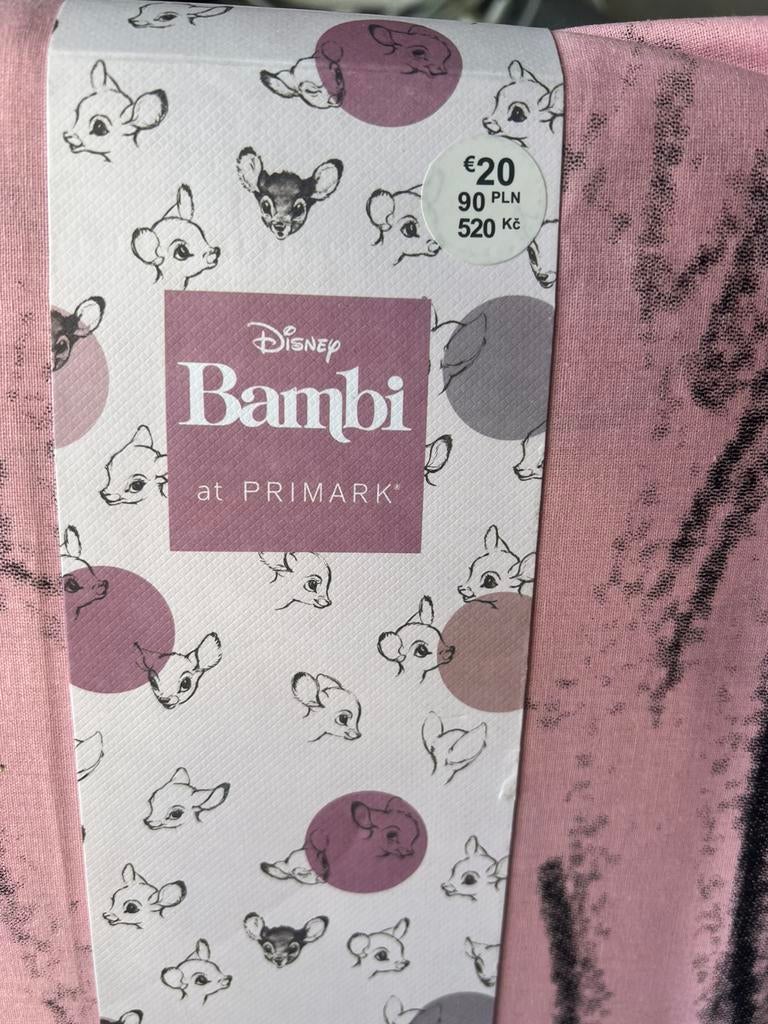 €20
90 PLN
520 Kč
Disney
Bambi
at PRIMARK®